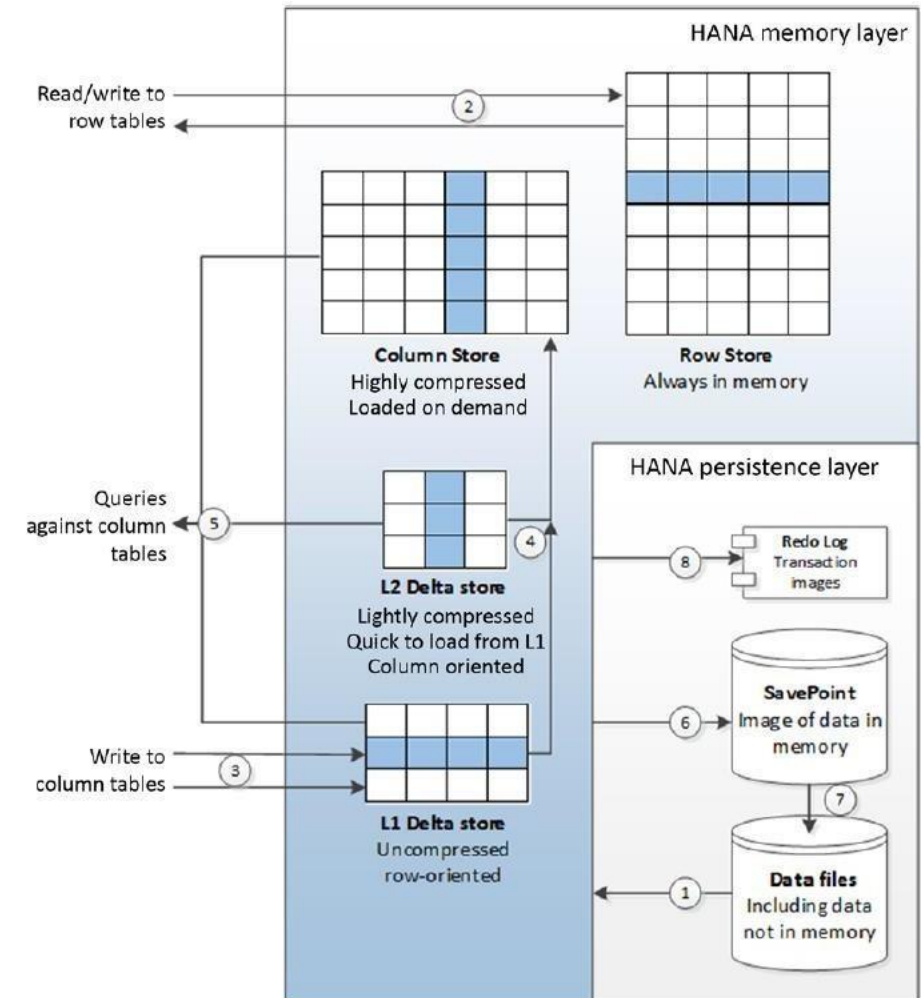 HANA memory layer
Read/write to
row tables
2
Column Store
Highly compressed
Loaded on demand
Row Store
Always in memory
HANA persistence layer
Queries
against column
tables
5
4
L2 Delta store
Lightly compressed
Quick to load from L1
Column oriented
8
Redo Log
Transaction
images
SavePoint
Image of data in
memory
6
7
Write to
column tables
3
L1 Delta store
Uncompressed
row-oriented
1
Data files
Including data
not in memory